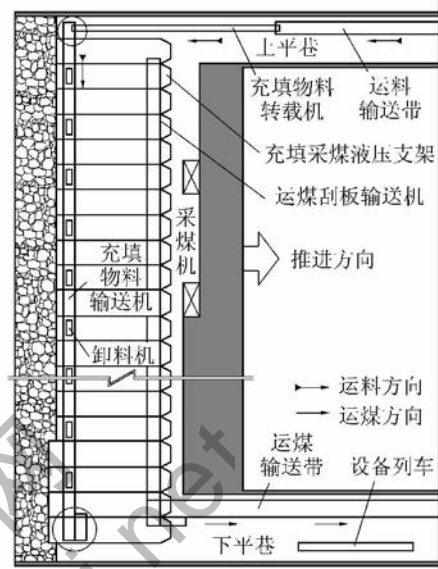 上平巷
充填物料
转载机
运料
输送带
充填采煤液压支架
运煤刮板输送机
采煤机
充填
物料
输送机
推进方向
卸料机
运料方向
运煤方向
运煤
输送带
设备列车
下平巷